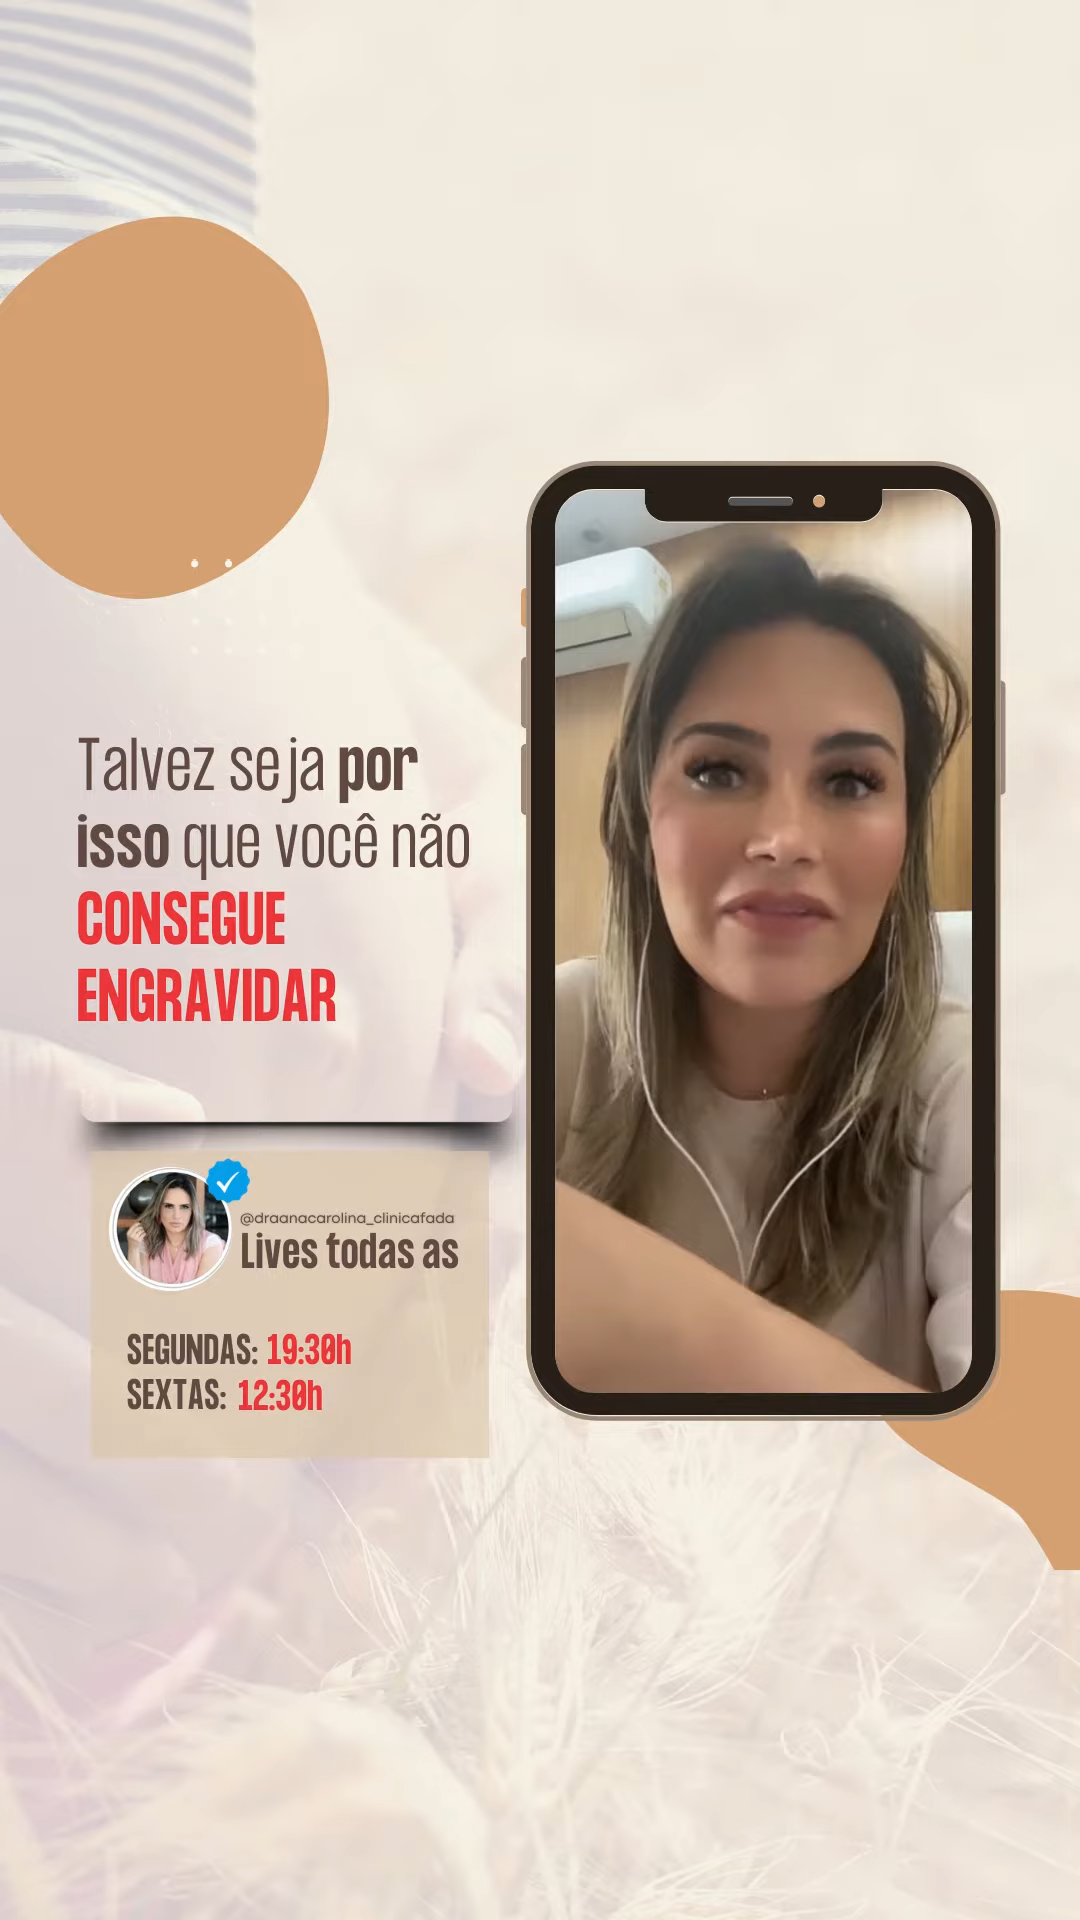 Talvez seja por
isso que você não
CONSEGUE
ENGRAVIDAR
@draanacarolina_clinicafada
Lives todas as
SEGUNDAS: 19:30h
SEXTAS: 12:30h